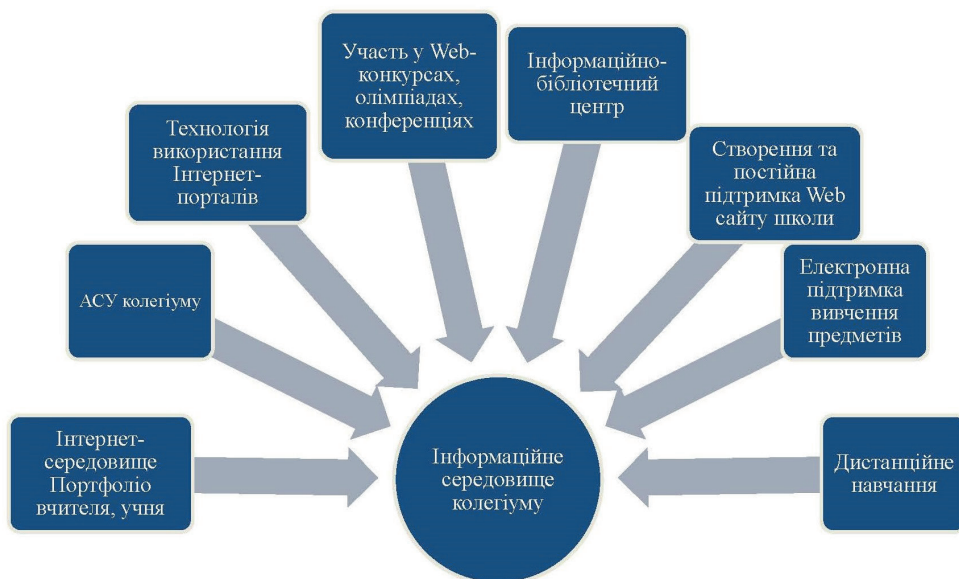 Участь у Web-
конкурсах,
олімпіадах,
конференціях
Інформаційно-
бібліотечний
центр
Технологія
використання
Інтернет-
порталів
Створення та
постійна
підтримка Web
сайту школи
АСУ колегіуму
Електронна
підтримка
вивчення
предметів
Інтернет-
середовище
Портфоліо
вчителя, учня
Інформаційне
середовище
колегіуму
Дистанційне
навчання